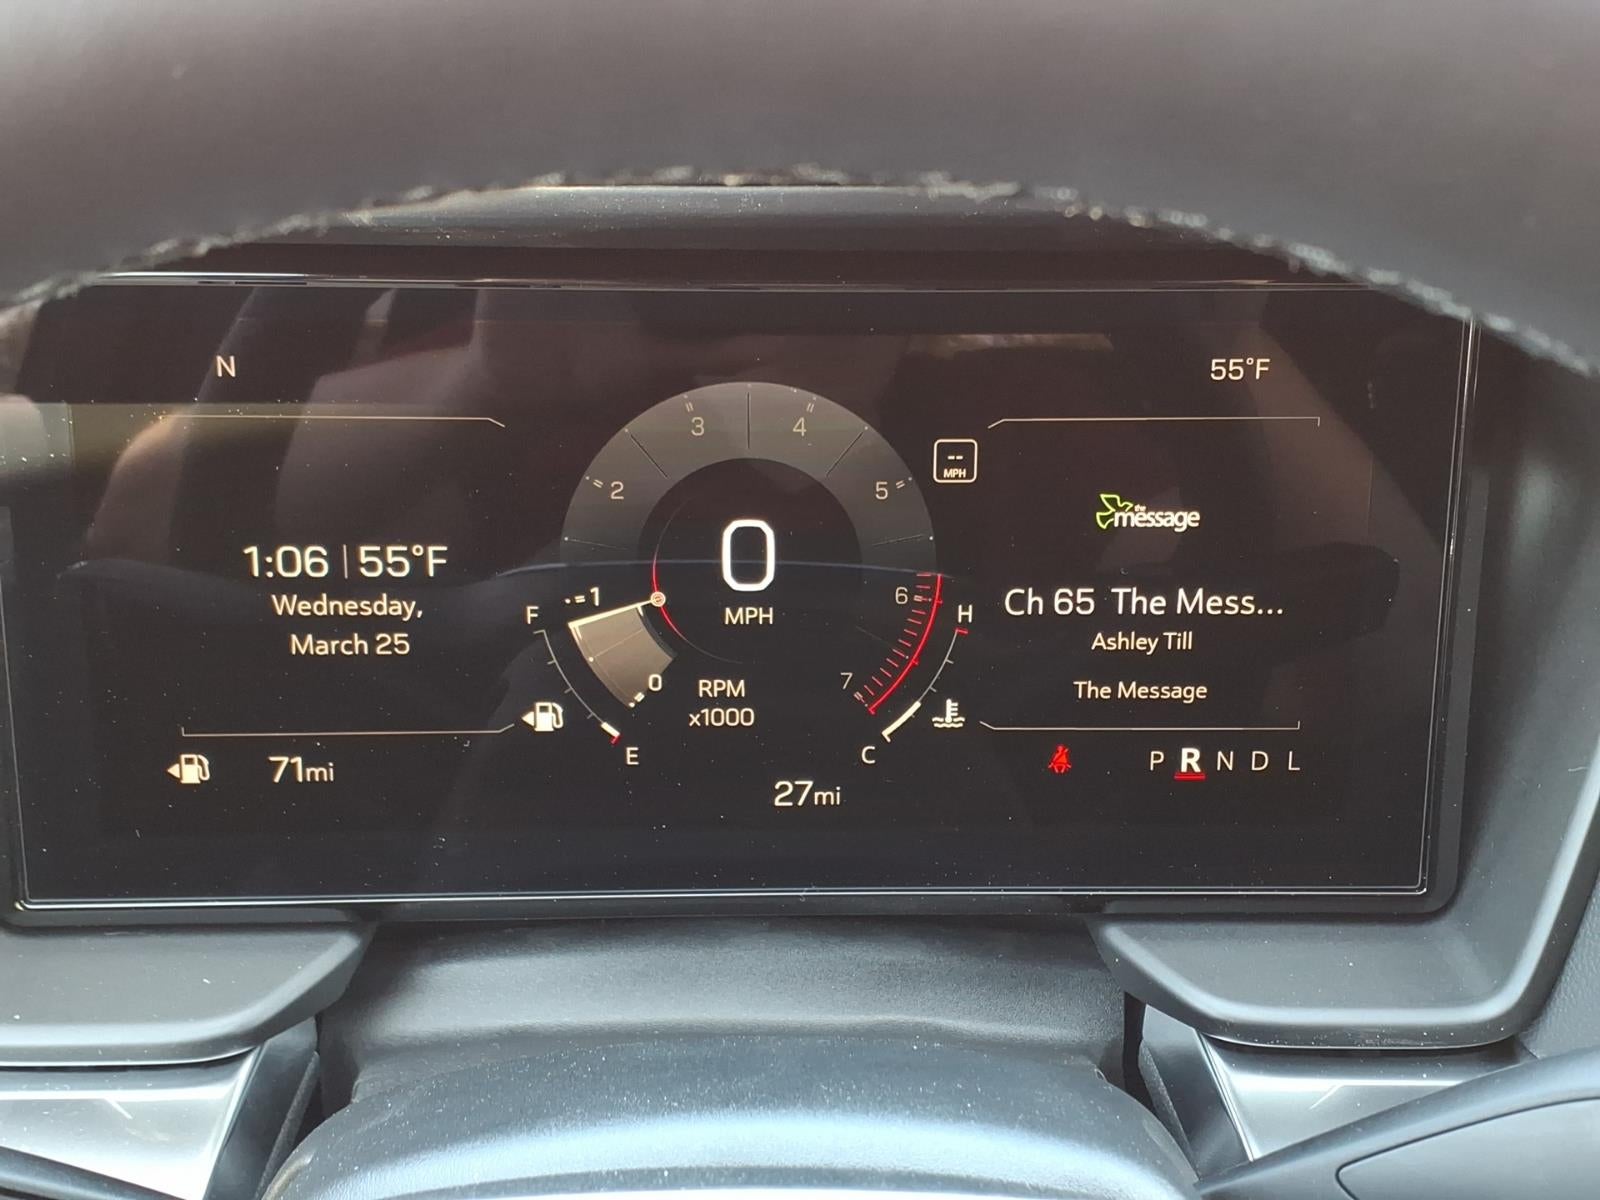 N
55°F
3
4
2
5
--
MPH
the message
1:06 | 55°F
Wednesday,
March 25
0
MPH
1
0
RPM
x1000
6
7
F
E
H
C
Ch 65 The Mess...
Ashley Till
The Message
71mi
27mi
P R N D L